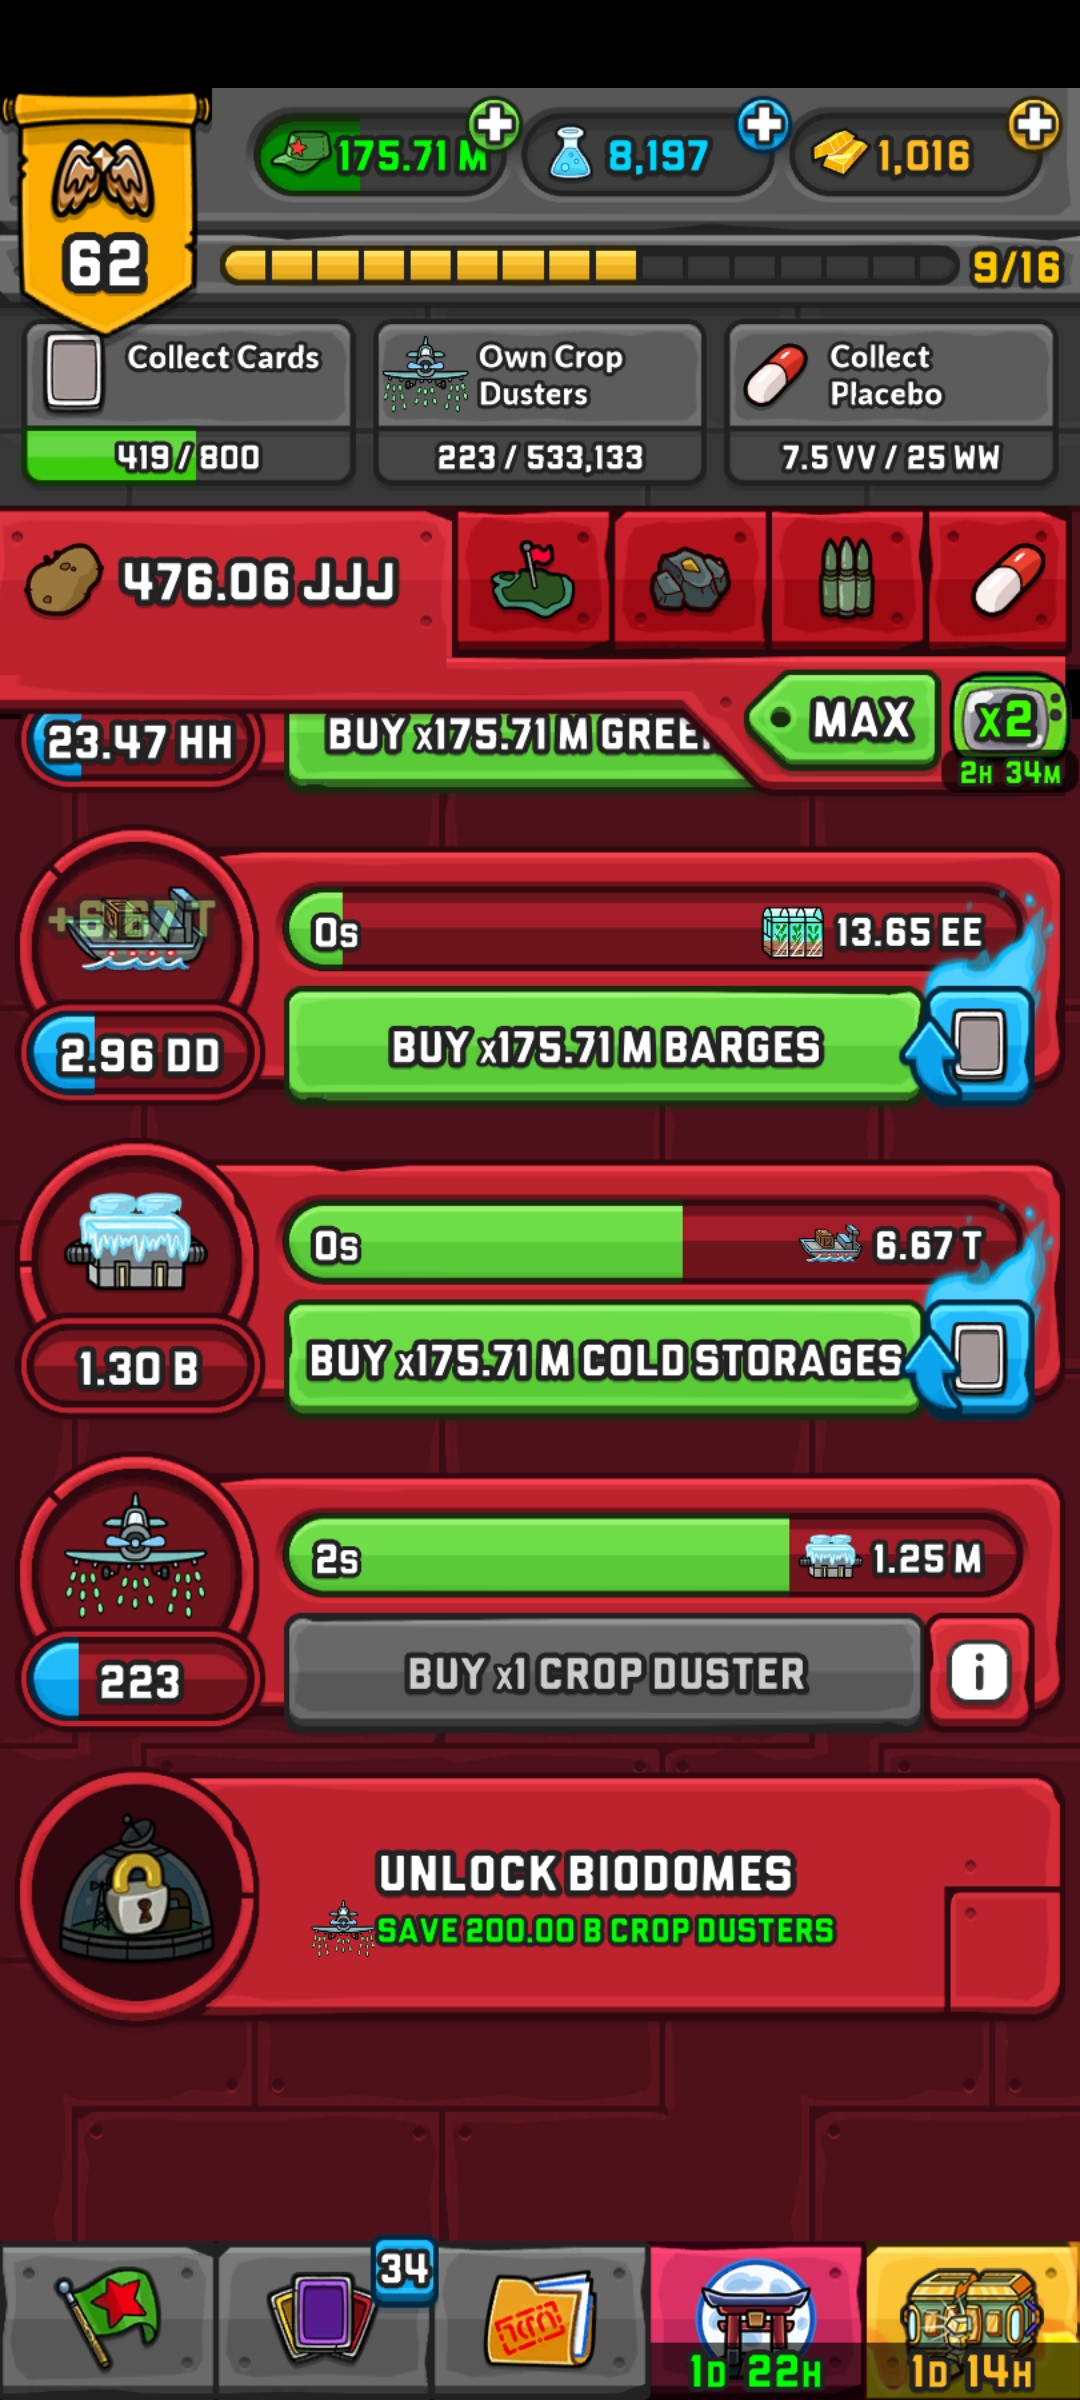 175.71 M
8,197
1,016
62
9/16
Collect Cards
419 / 800
Own Crop
Dusters
223 / 533,133
Collect
Placebo
7.5 VV / 25 WW
476.06 JJJ
MAX
x2
2H 34M
23.47 HH
BUY x175.71 M
+6.67 T
0s
13.65 EE
2.96 DD
BUY x175.71 M BARGES
0s
6.67 T
1.30 B
BUY x175.71 M COLD STORAGES
2s
1.25 M
223
BUY x1 CROP DUSTER
i
UNLOCK BIODOMES
SAVE 200.00 B CROP DUSTERS
34
1D 22H
1D 14H